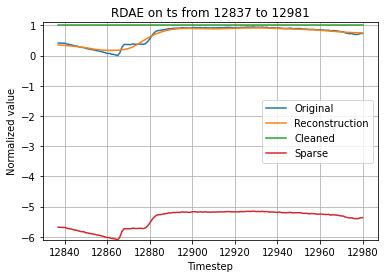 RDAE on ts from 12837 to 12981
Normalized value
1
0
−1
−2
−3
−4
−5
−6
Original
Reconstruction
Cleaned
Sparse
12840 12860 12880 12900 12920 12940 12960 12980
Timestep